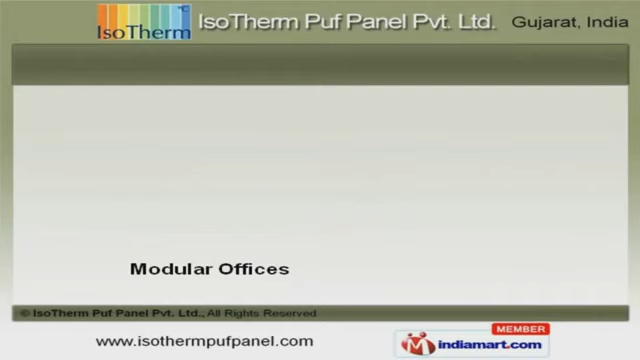 IsoTherm °C
IsoTherm Puf Panel Pvt. Ltd. Gujarat, India
Modular Offices
© IsoTherm Puf Panel Pvt. Ltd., All Rights Reserved
www.isothermpufpanel.com
MEMBER
indiamart.com